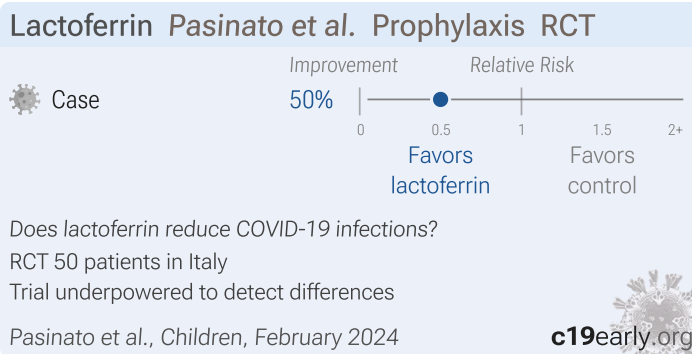 Lactoferrin Pasinato et al. Prophylaxis RCT
Improvement Relative Risk
Case 50%
0 0.5 1 1.5 2+
Favors lactoferrin
Favors control
Does lactoferrin reduce COVID-19 infections?
RCT 50 patients in Italy
Trial underpowered to detect differences
Pasinato et al., Children, February 2024
c19early.org